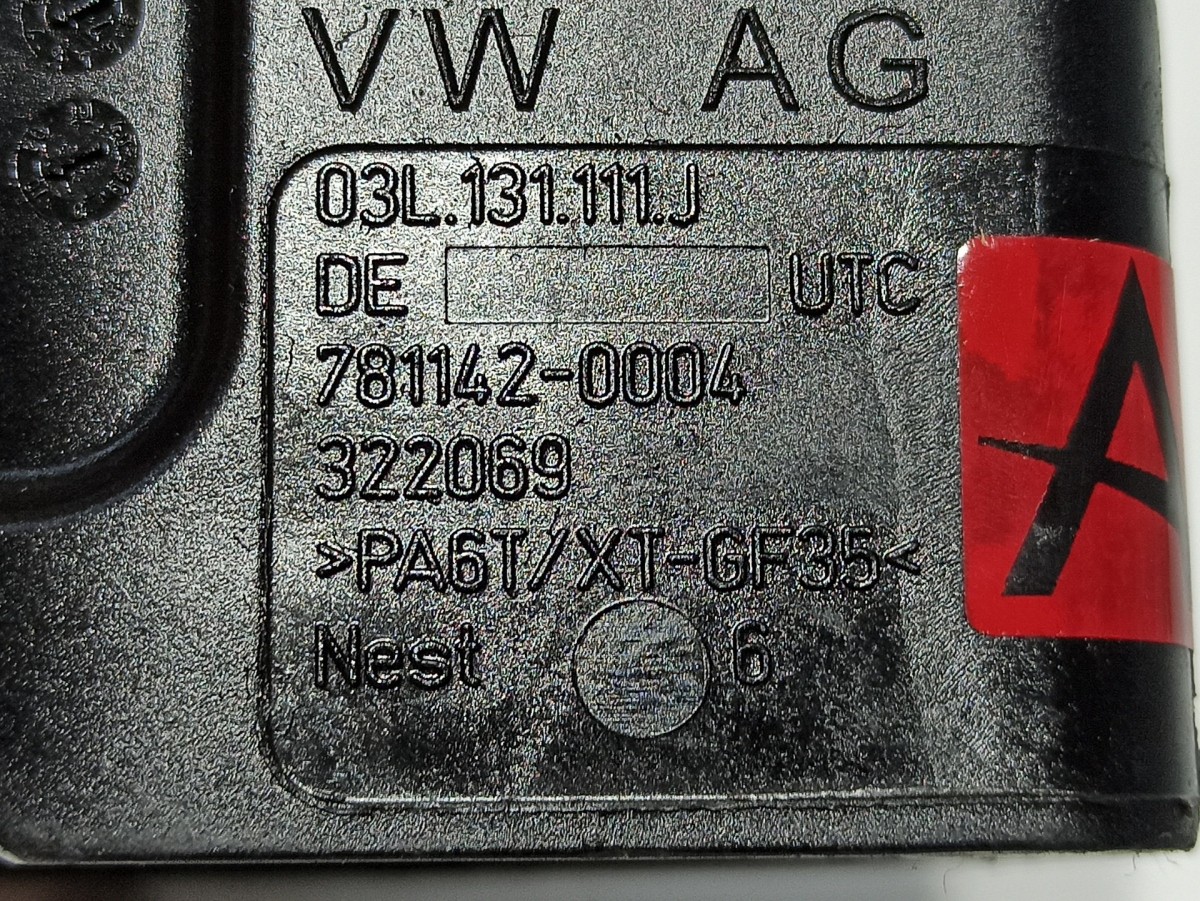 VW AG
03L.131.111.J
DE UTC
781142-0004
322069
>PA6T/XT-GF35<
Nest 6
A